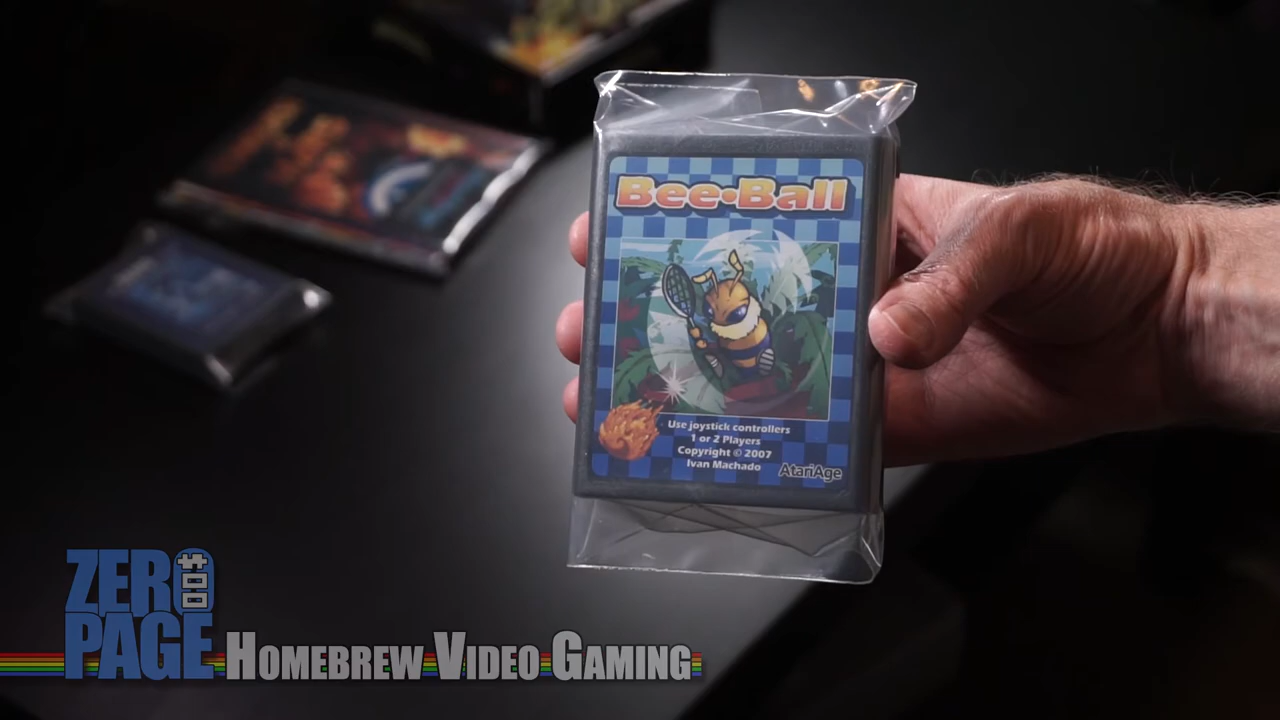 Bee•Ball
Use joystick controllers
1 or 2 Players
Copyright © 2007
Ivan Machado
AtariAge
ZERO
$00
PAGE
HOMEBREW VIDEO GAMING